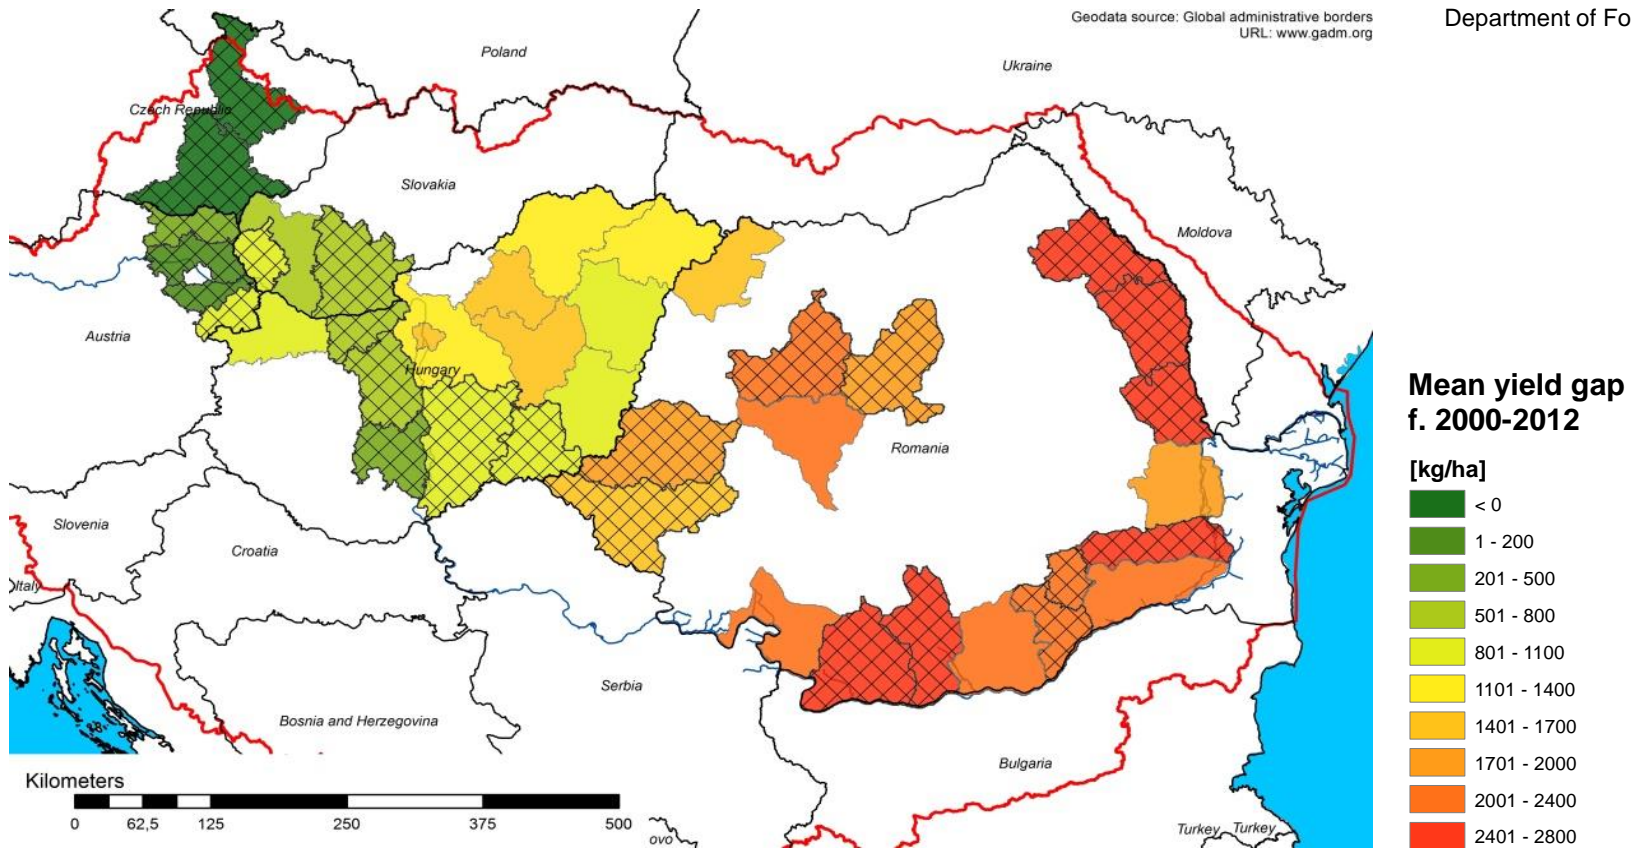 Geodata source: Global administrative borders
URL: www.gadm.org
Department of Fo
Poland
Ukraine
Czech Republic
Slovakia
Moldova
Austria
Hungary
Romania
Slovenia
Croatia
Italy
Serbia
Bosnia and Herzegovina
Bulgaria
Turkey Turkey
ovo
Kilometers
0 62,5 125 250 375 500
Mean yield gap
f. 2000-2012
[kg/ha]
< 0
1 - 200
201 - 500
501 - 800
801 - 1100
1101 - 1400
1401 - 1700
1701 - 2000
2001 - 2400
2401 - 2800